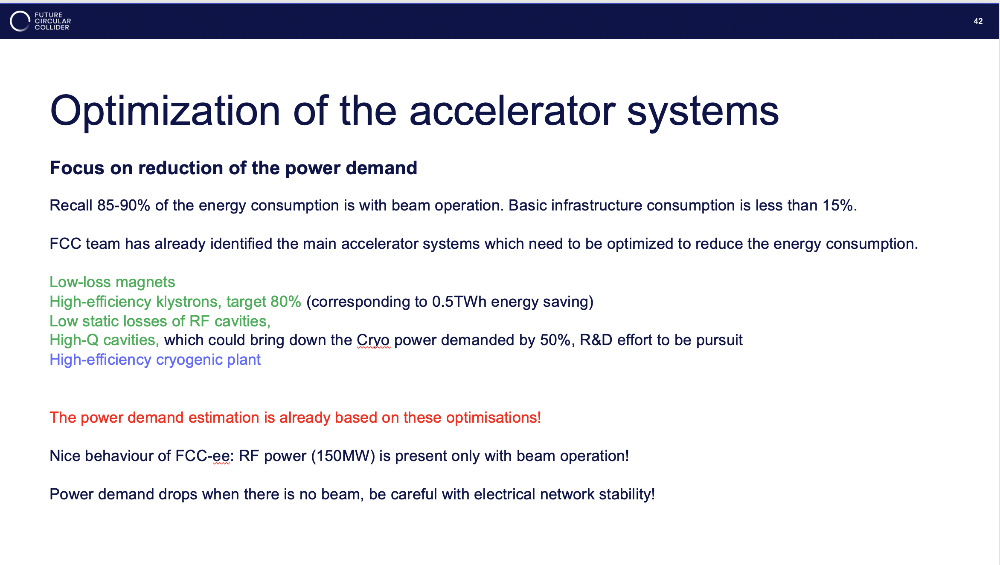 FUTURE
CIRCULAR
COLLIDER
42
Optimization of the accelerator systems
Focus on reduction of the power demand
Recall 85-90% of the energy consumption is with beam operation. Basic infrastructure consumption is less than 15%.
FCC team has already identified the main accelerator systems which need to be optimized to reduce the energy consumption.
Low-loss magnets
High-efficiency klystrons, target 80% (corresponding to 0.5TWh energy saving)
Low static losses of RF cavities,
High-Q cavities, which could bring down the Cryo power demanded by 50%, R&D effort to be pursuit
High-efficiency cryogenic plant
The power demand estimation is already based on these optimisations!
Nice behaviour of FCC-ee: RF power (150MW) is present only with beam operation!
Power demand drops when there is no beam, be careful with electrical network stability!